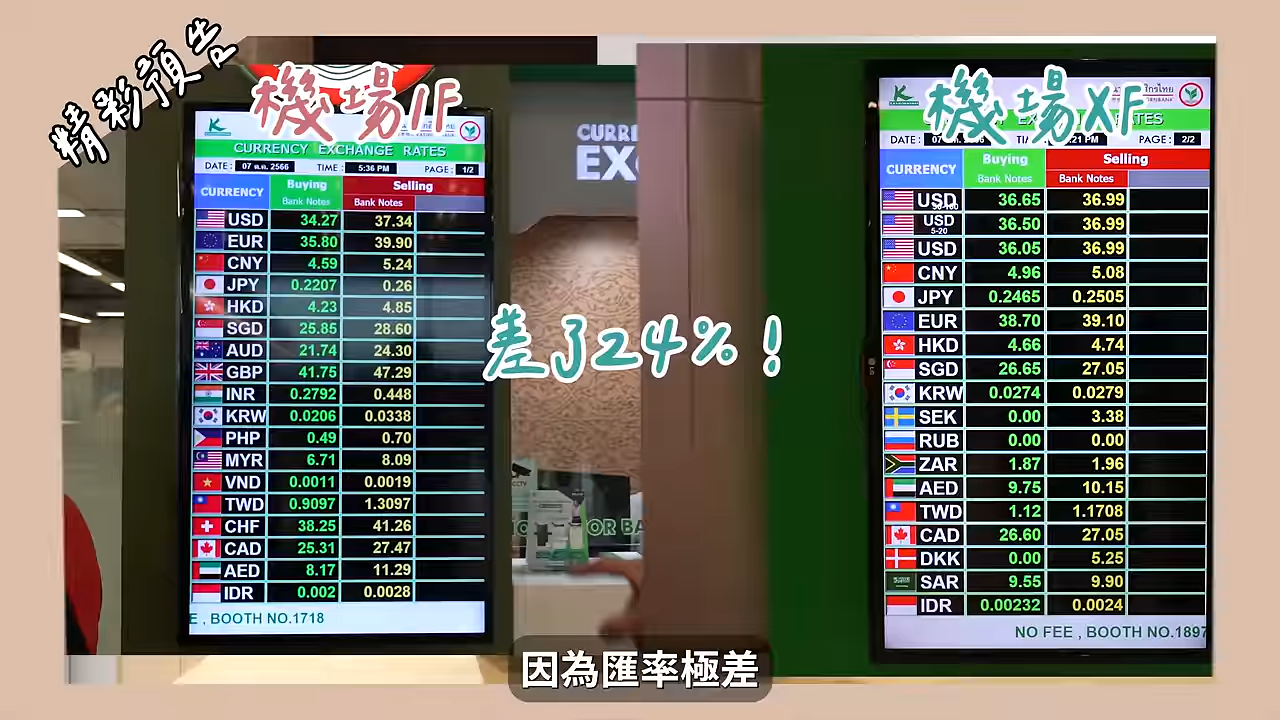 精彩預告
機場1F
CURRENCY EXCHANGE RATES
DATE : 07 ต.ค. 2566 TIME : 5:36 PM PAGE : 1/2
CURRENCY Buying Selling
Bank Notes Bank Notes
USD 34.27 37.34
EUR 35.80 39.90
CNY 4.59 5.24
JPY 0.2207 0.26
HKD 4.23 4.85
SGD 25.85 28.60
AUD 21.74 24.30
GBP 41.75 47.29
INR 0.2792 0.448
KRW 0.0206 0.0338
PHP 0.49 0.70
MYR 6.71 8.09
VND 0.0011 0.0019
TWD 0.9097 1.3097
CHF 38.25 41.26
CAD 25.31 27.47
AED 8.17 11.29
IDR 0.002 0.0028
E , BOOTH NO.1718
CCTV
差了24%!
機場XF
RATES
DATE : PAGE : 2/2
CURRENCY Buying Selling
Bank Notes Bank Notes
USD 36.65 36.99
USD 5-20 36.50 36.99
USD 36.05 36.99
CNY 4.96 5.08
JPY 0.2465 0.2505
EUR 38.70 39.10
HKD 4.66 4.74
SGD 26.65 27.05
KRW 0.0274 0.0279
SEK 0.00 3.38
RUB 0.00 0.00
ZAR 1.87 1.96
AED 9.75 10.15
TWD 1.12 1.1708
CAD 26.60 27.05
DKK 0.00 5.25
SAR 9.55 9.90
IDR 0.00232 0.0024
NO FEE , BOOTH NO.1897
因為匯率極差